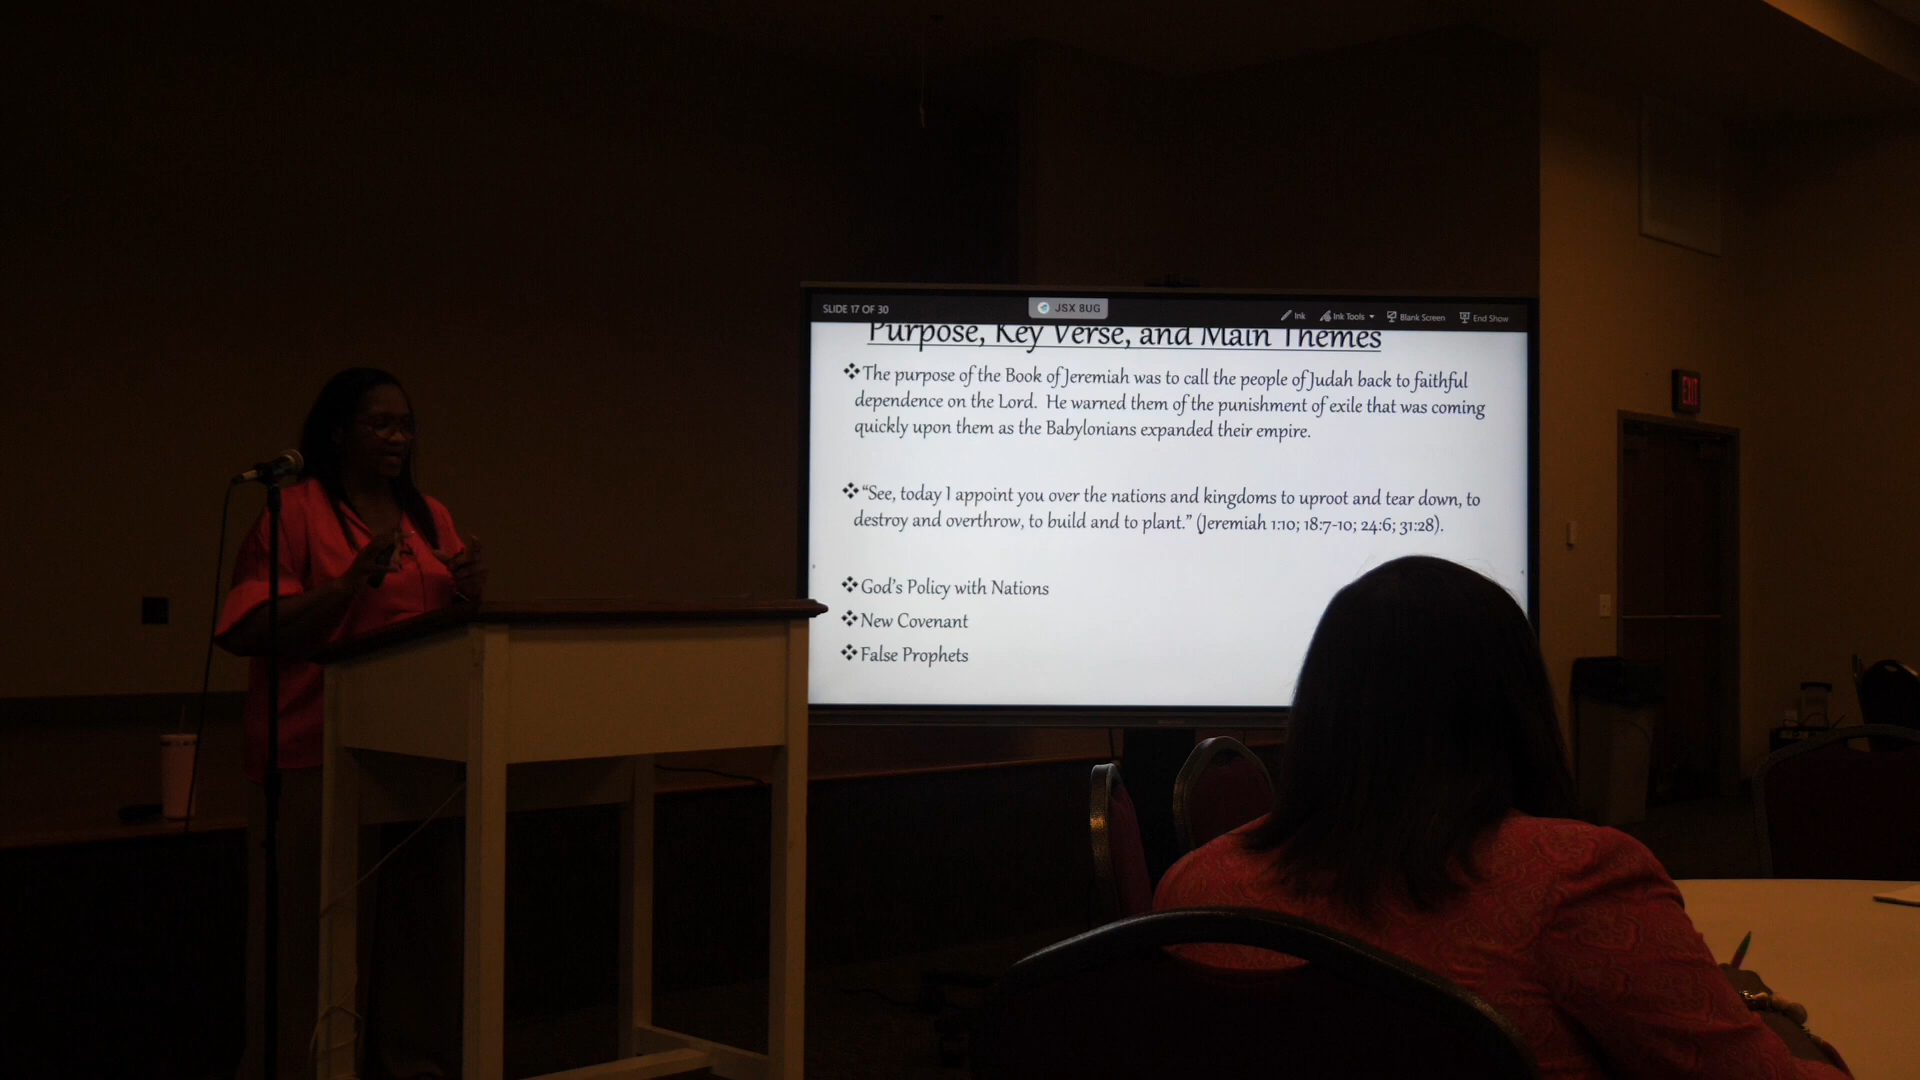 SLIDE 17 OF 30
JSX 8UG
Ink
Ink Tools
Blank Screen
End Show
Purpose, Key Verse, and Main Themes
❖The purpose of the Book of Jeremiah was to call the people of Judah back to faithful
dependence on the Lord. He warned them of the punishment of exile that was coming
quickly upon them as the Babylonians expanded their empire.
❖“See, today I appoint you over the nations and kingdoms to uproot and tear down, to
destroy and overthrow, to build and to plant.” (Jeremiah 1:10; 18:7-10; 24:6; 31:28).
❖God’s Policy with Nations
❖New Covenant
❖False Prophets
EXIT